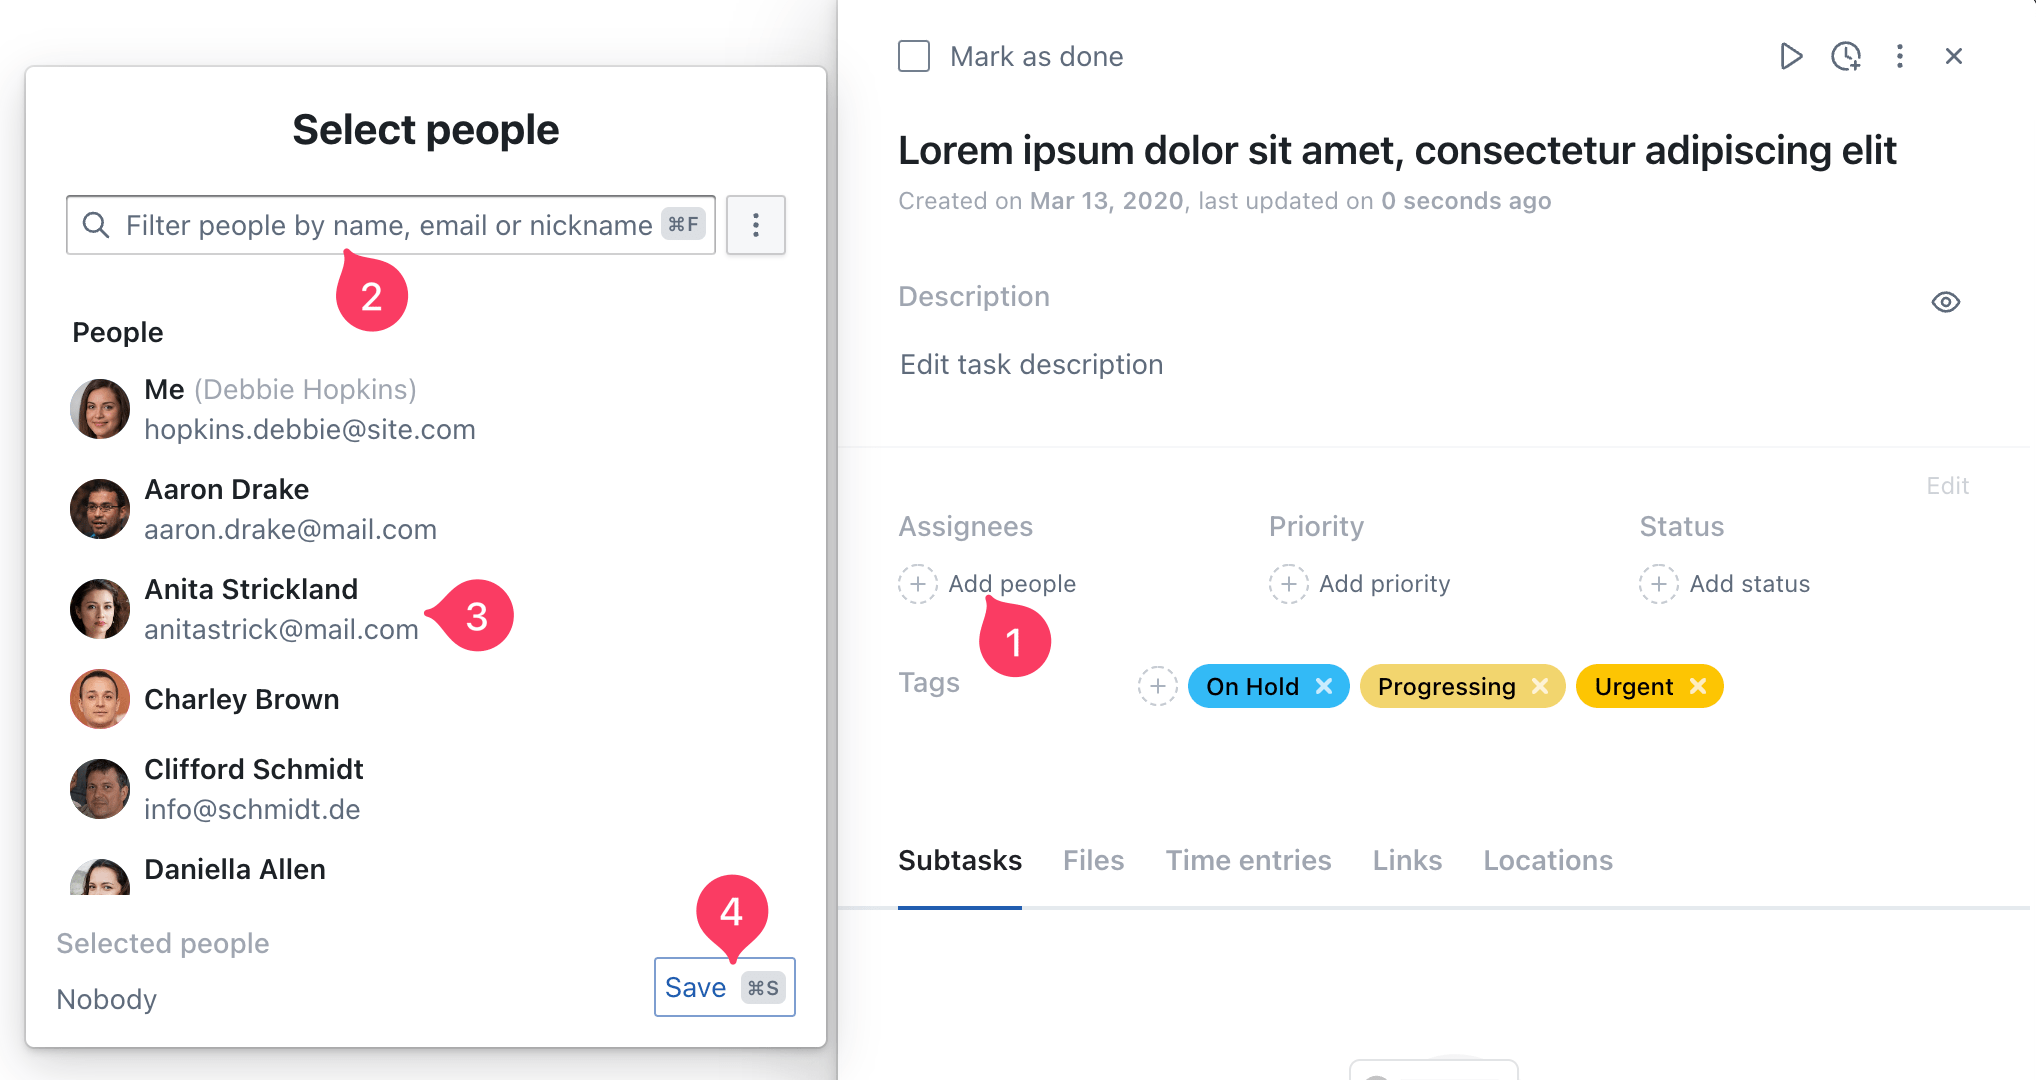 Select people
Filter people by name, email or nickname ⌘F
2
People
Me (Debbie Hopkins)
hopkins.debbie@site.com
Aaron Drake
aaron.drake@mail.com
Anita Strickland
anitastrick@mail.com
3
Charley Brown
Clifford Schmidt
info@schmidt.de
Daniella Allen
4
Selected people
Nobody
Save ⌘S
Mark as done
Lorem ipsum dolor sit amet, consectetur adipiscing elit
Created on Mar 13, 2020, last updated on 0 seconds ago
Description
Edit task description
Edit
Assignees Priority Status
Add people Add priority Add status
1
Tags On Hold Progressing Urgent
Subtasks Files Time entries Links Locations